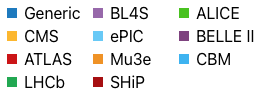 Generic BL4S ALICE
CMS ePIC BELLE II
ATLAS Mu3e CBM
LHCb SHiP